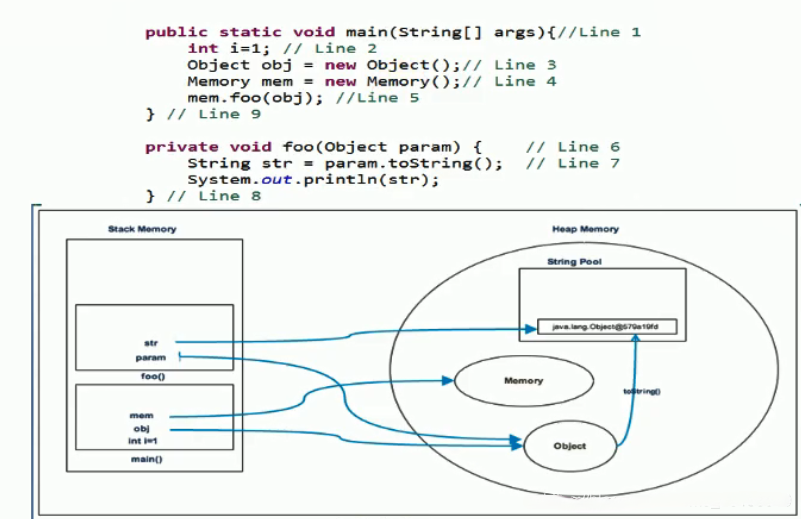 public static void main(String[] args){//Line 1
int i=1; // Line 2
Object obj = new Object();// Line 3
Memory mem = new Memory();// Line 4
mem.foo(obj); //Line 5
} // Line 9
private void foo(Object param) { // Line 6
String str = param.toString(); // Line 7
System.out.println(str);
} // Line 8
Stack Memory
Heap Memory
String Pool
java.lang.Object@579a19fd
str
param
foo()
Memory
toString()
mem
obj
int i=1
Object
main()